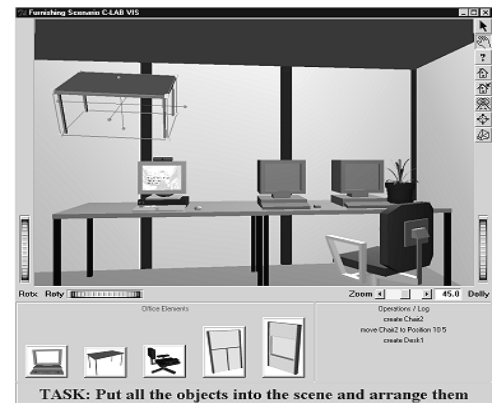 Furnishing Scenario C-LAB VIS
?
Rotx Roty Zoom 45.0 Dolly
Office Elements
Operations / Log
create Chair2
move Chair2 to Position 10 5
create Desk1
TASK: Put all the objects into the scene and arrange them